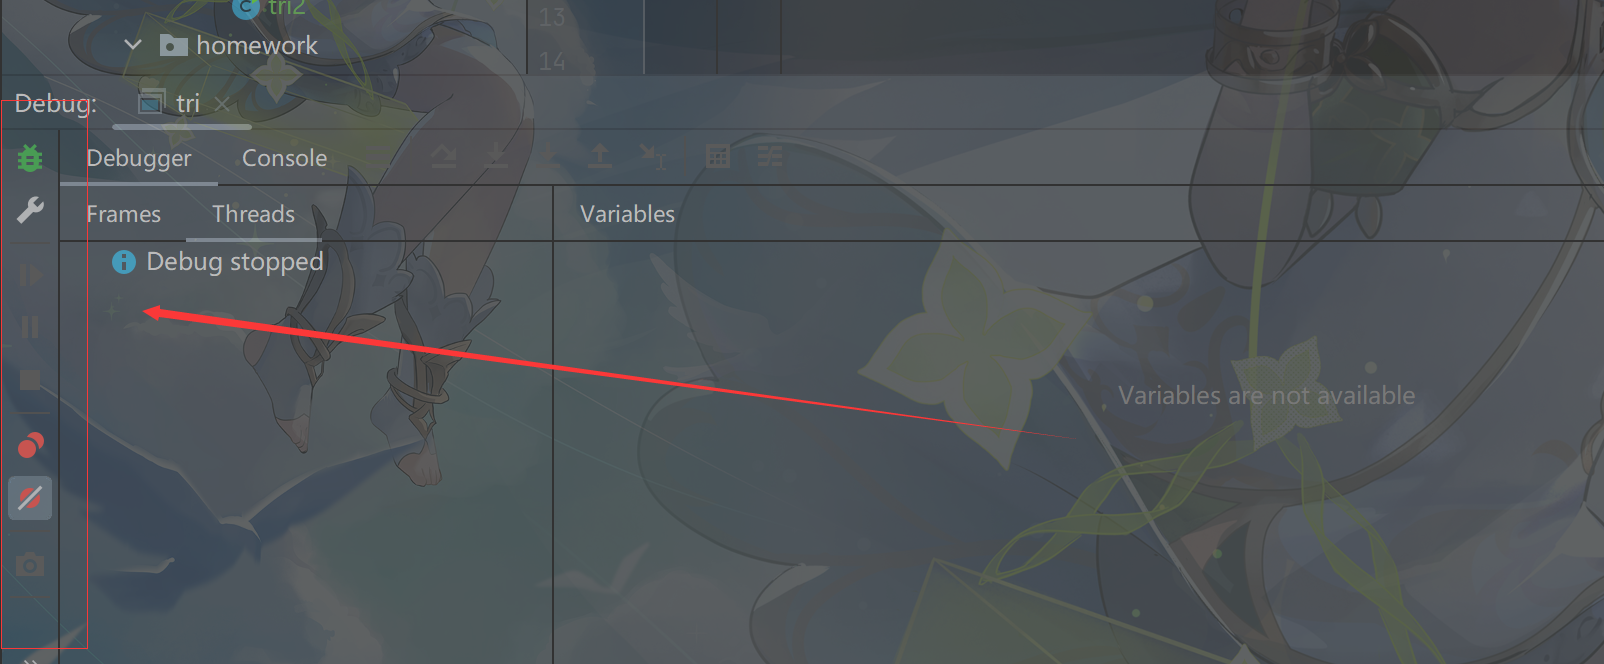 tri2
13
homework
14
Debug:
tri
Debugger
Console
Frames
Threads
Variables
Debug stopped
Variables are not available